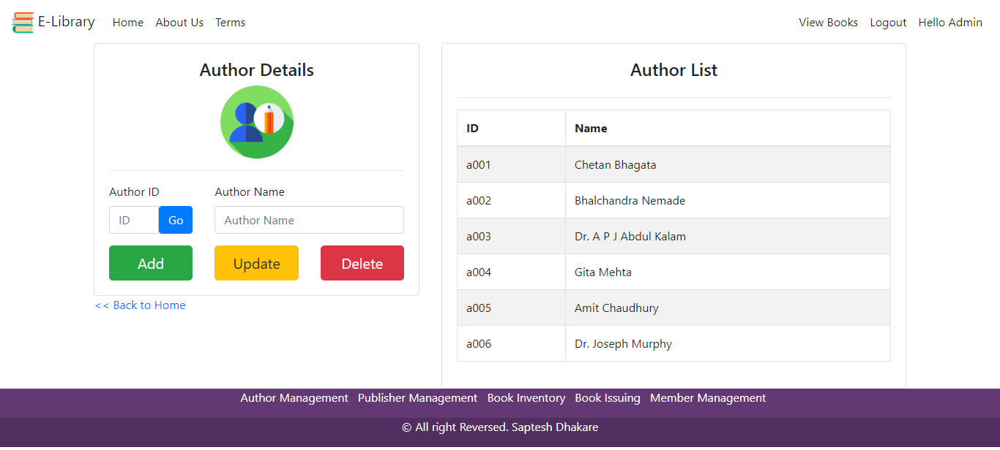 E-Library Home About Us Terms View Books Logout Hello Admin
Author Details
Author ID Author Name
ID Go Author Name
Add Update Delete
<< Back to Home
Author List
ID Name
a001 Chetan Bhagata
a002 Bhalchandra Nemade
a003 Dr. A P J Abdul Kalam
a004 Gita Mehta
a005 Amit Chaudhury
a006 Dr. Joseph Murphy
Author Management Publisher Management Book Inventory Book Issuing Member Management
© All right Reversed. Saptesh Dhakare